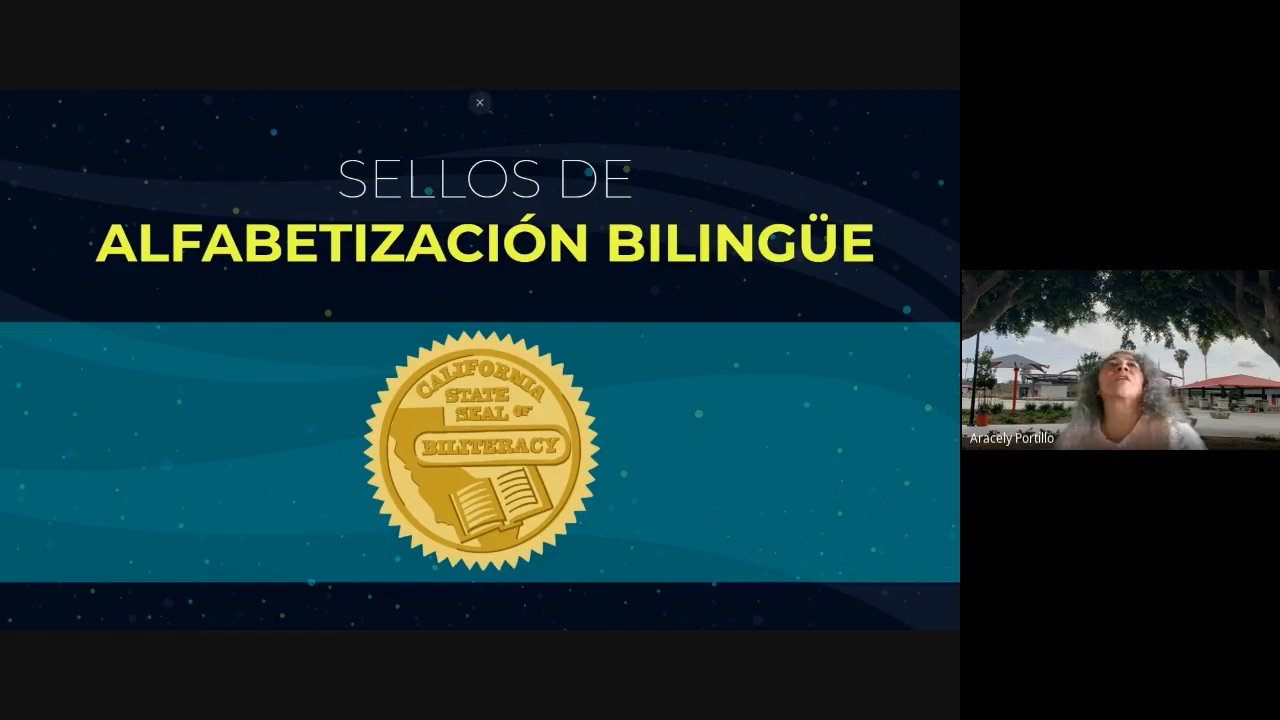 SELLOS DE
ALFABETIZACIÓN BILINGÜE
CALIFORNIA
STATE
SEAL OF
BILITERACY
Aracely Portillo